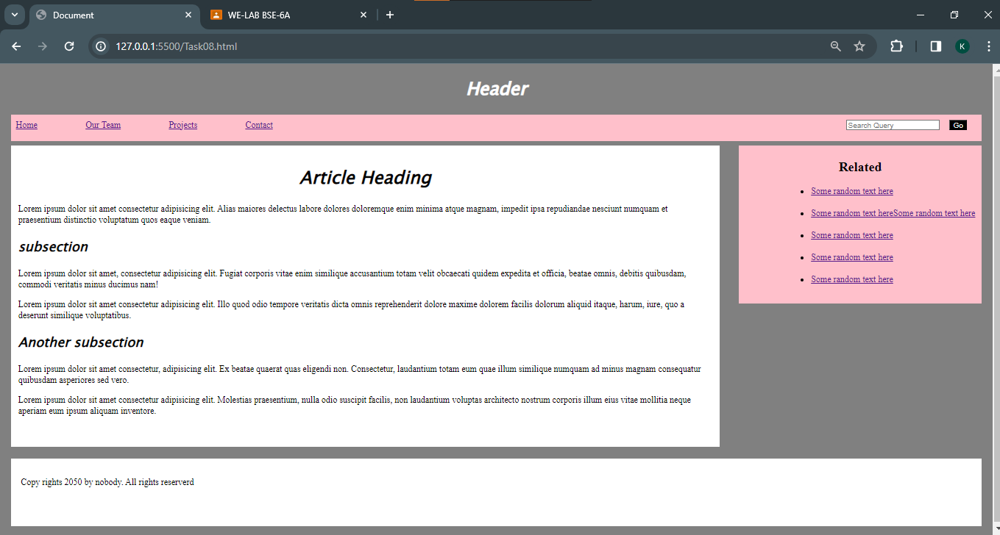 Document
WE-LAB BSE-6A
127.0.0.1:5500/Task08.html
K
Header
Home Our Team Projects Contact Search Query Go
Article Heading
Lorem ipsum dolor sit amet consectetur adipisicing elit. Alias maiores delectus labore dolores doloremque enim minima atque magnam, impedit ipsa repudiandae nesciunt numquam et
praesentium distinctio voluptatum quos eaque veniam.
subsection
Lorem ipsum dolor sit amet, consectetur adipisicing elit. Fugiat corporis vitae enim similique accusantium totam velit obcaecati quidem expedita et officia, beatae omnis, debitis quibusdam,
commodi veritatis minus ducimus nam!
Lorem ipsum dolor sit amet consectetur adipisicing elit. Illo quod odio tempore veritatis dicta omnis reprehenderit dolore maxime dolorem facilis dolorum aliquid itaque, harum, iure, quo a
deserunt similique voluptatibus.
Another subsection
Lorem ipsum dolor sit amet consectetur, adipisicing elit. Ex beatae quaerat quas eligendi non. Consectetur, laudantium totam eum quae illum similique numquam ad minus magnam consequatur
quibusdam asperiores sed vero.
Lorem ipsum dolor sit amet consectetur adipisicing elit. Molestias praesentium, nulla odio suscipit facilis, non laudantium voluptas architecto nostrum corporis illum eius vitae mollitia neque
aperiam eum ipsum aliquam inventore.
Related
Some random text here
Some random text hereSome random text here
Some random text here
Some random text here
Some random text here
Copy rights 2050 by nobody. All rights reserverd